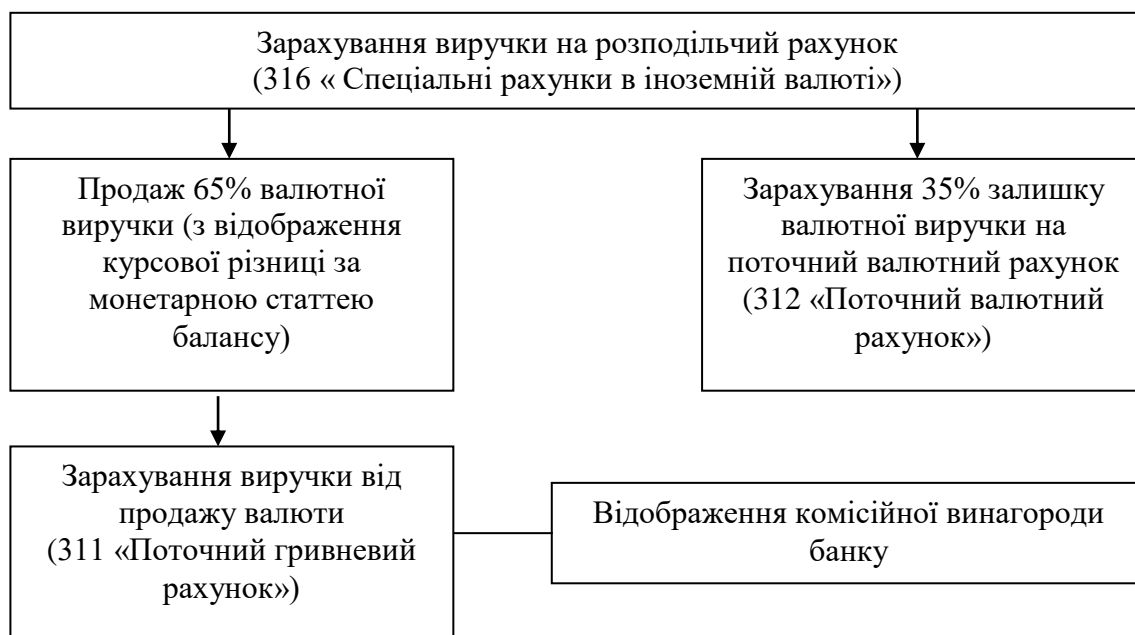 Зарахування виручки на розподільчий рахунок
(316 « Спеціальні рахунки в іноземній валюті»)
Продаж 65% валютної
виручки (з відображення
курсової різниці за
монетарною статтею
балансу)
Зарахування 35% залишку
валютної виручки на
поточний валютний рахунок
(312 «Поточний валютний
рахунок»)
Зарахування виручки від
продажу валюти
(311 «Поточний гривневий
рахунок»)
Відображення комісійної винагороди
банку